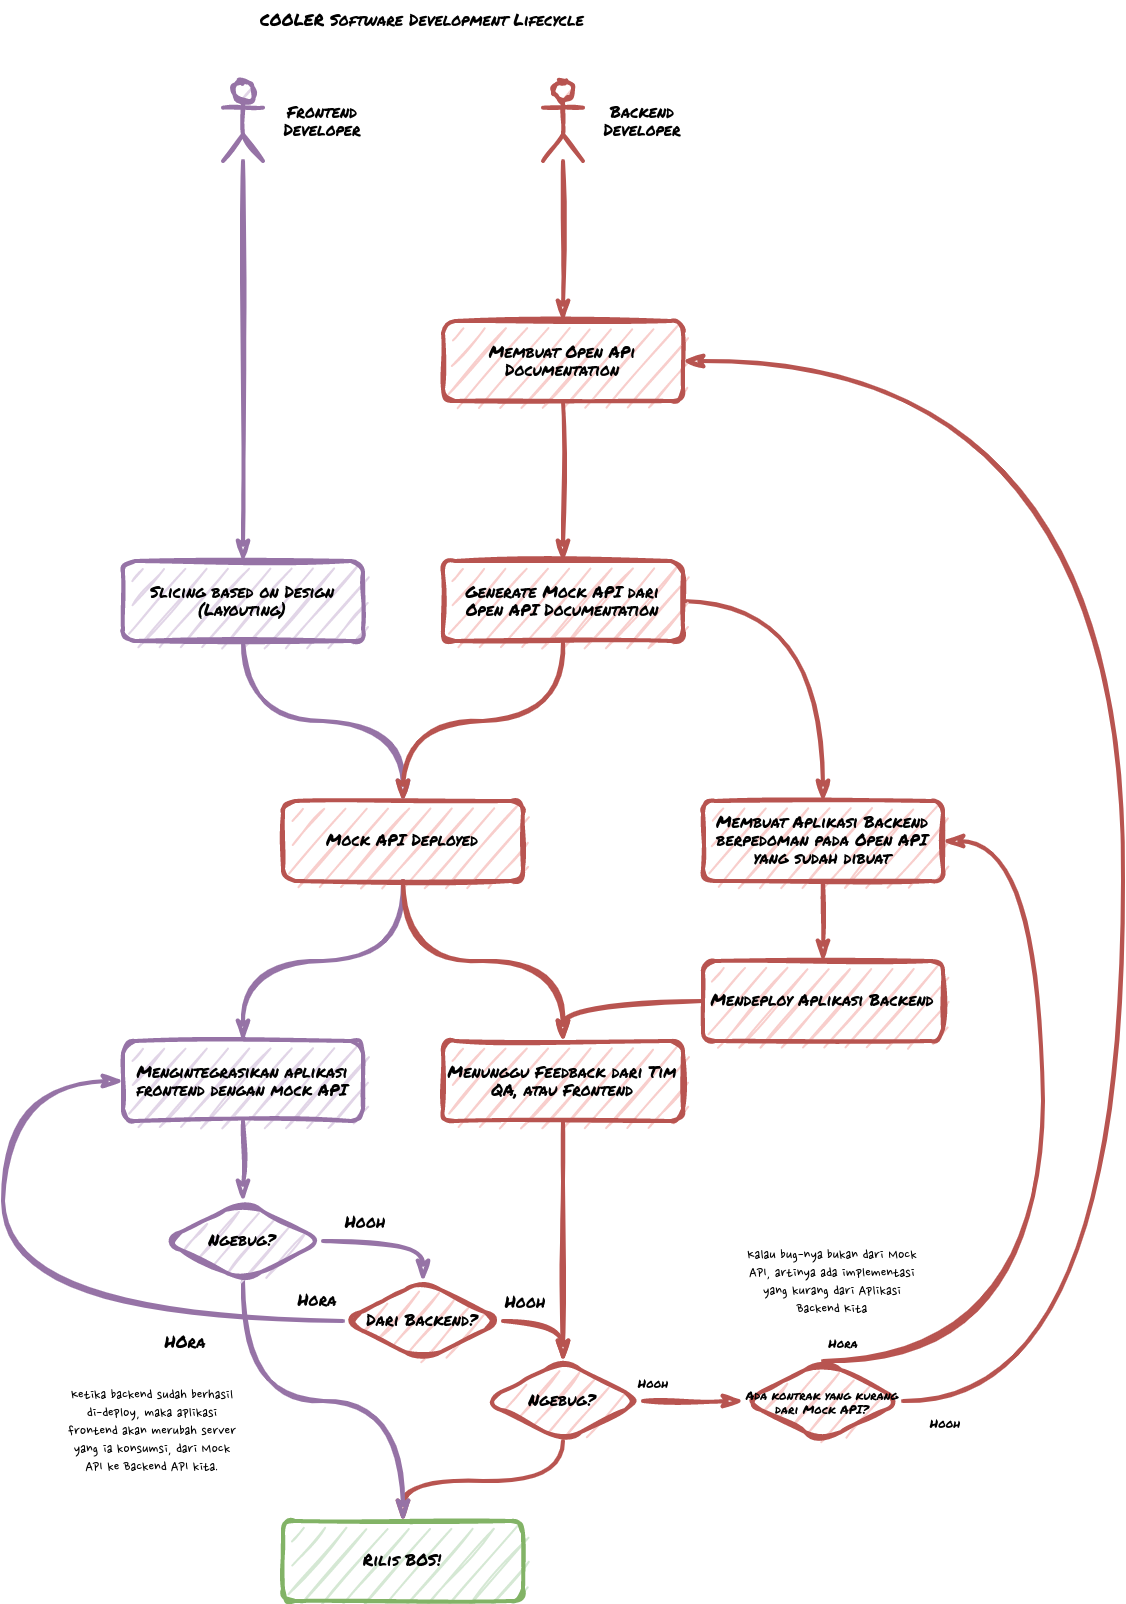 COOLER Software Development Lifecycle
Frontend
Developer
Backend
Developer
Membuat Open APi
Documentation
Slicing based on Design
(Layouting)
Generate Mock API dari
Open API Documentation
Mock API Deployed
Membuat Aplikasi Backend
berpedoman pada Open API
yang sudah dibuat
Mendeploy Aplikasi Backend
Mengintegrasikan aplikasi
frontend dengan mock API
Menunggu Feedback dari Tim
QA, atau Frontend
Ngebug?
Hooh
Hora
Dari Backend?
Hooh
HOra
Kalau bug-nya bukan dari Mock
API, artinya ada implementasi
yang kurang dari Aplikasi
Backend kita
Hora
Ngebug?
Hooh
Ada kontrak yang kurang
dari Mock API?
Hooh
Ketika backend sudah berhasil
di-deploy, maka aplikasi
frontend akan merubah server
yang ia konsumsi, dari Mock
API ke Backend API kita.
Rilis BOS!